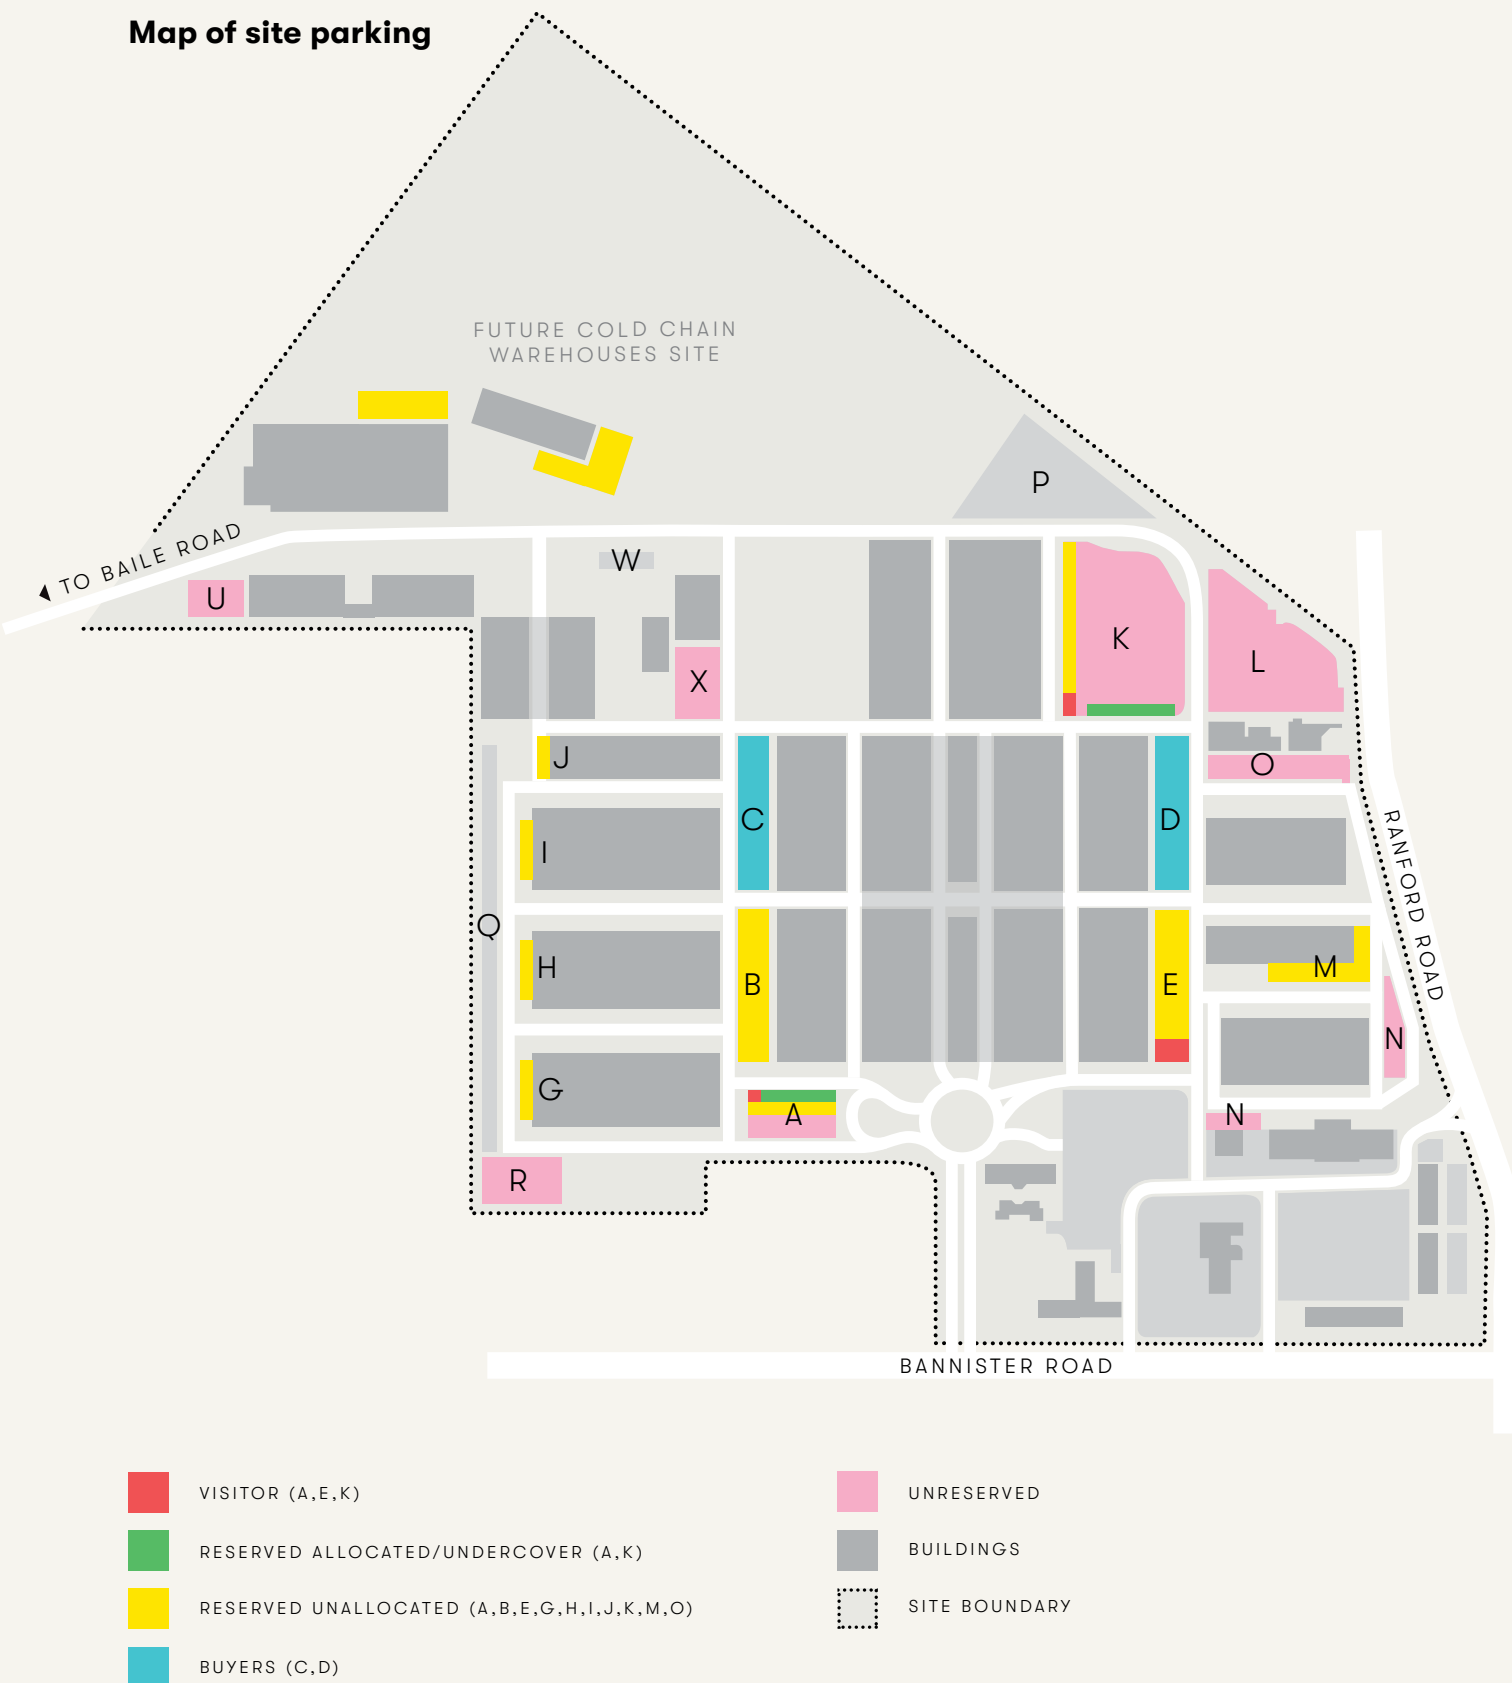 Map of site parking
FUTURE COLD CHAIN
WAREHOUSES SITE
P
TO BAILE ROAD
W
U
K
L
X
J
O
C
D
I
RANFORD ROAD
Q
H
B
E
M
N
G
A
N
R
BANNISTER ROAD
VISITOR (A,E,K)
RESERVED ALLOCATED/UNDERCOVER (A,K)
RESERVED UNALLOCATED (A,B,E,G,H,I,J,K,M,O)
BUYERS (C,D)
UNRESERVED
BUILDINGS
SITE BOUNDARY